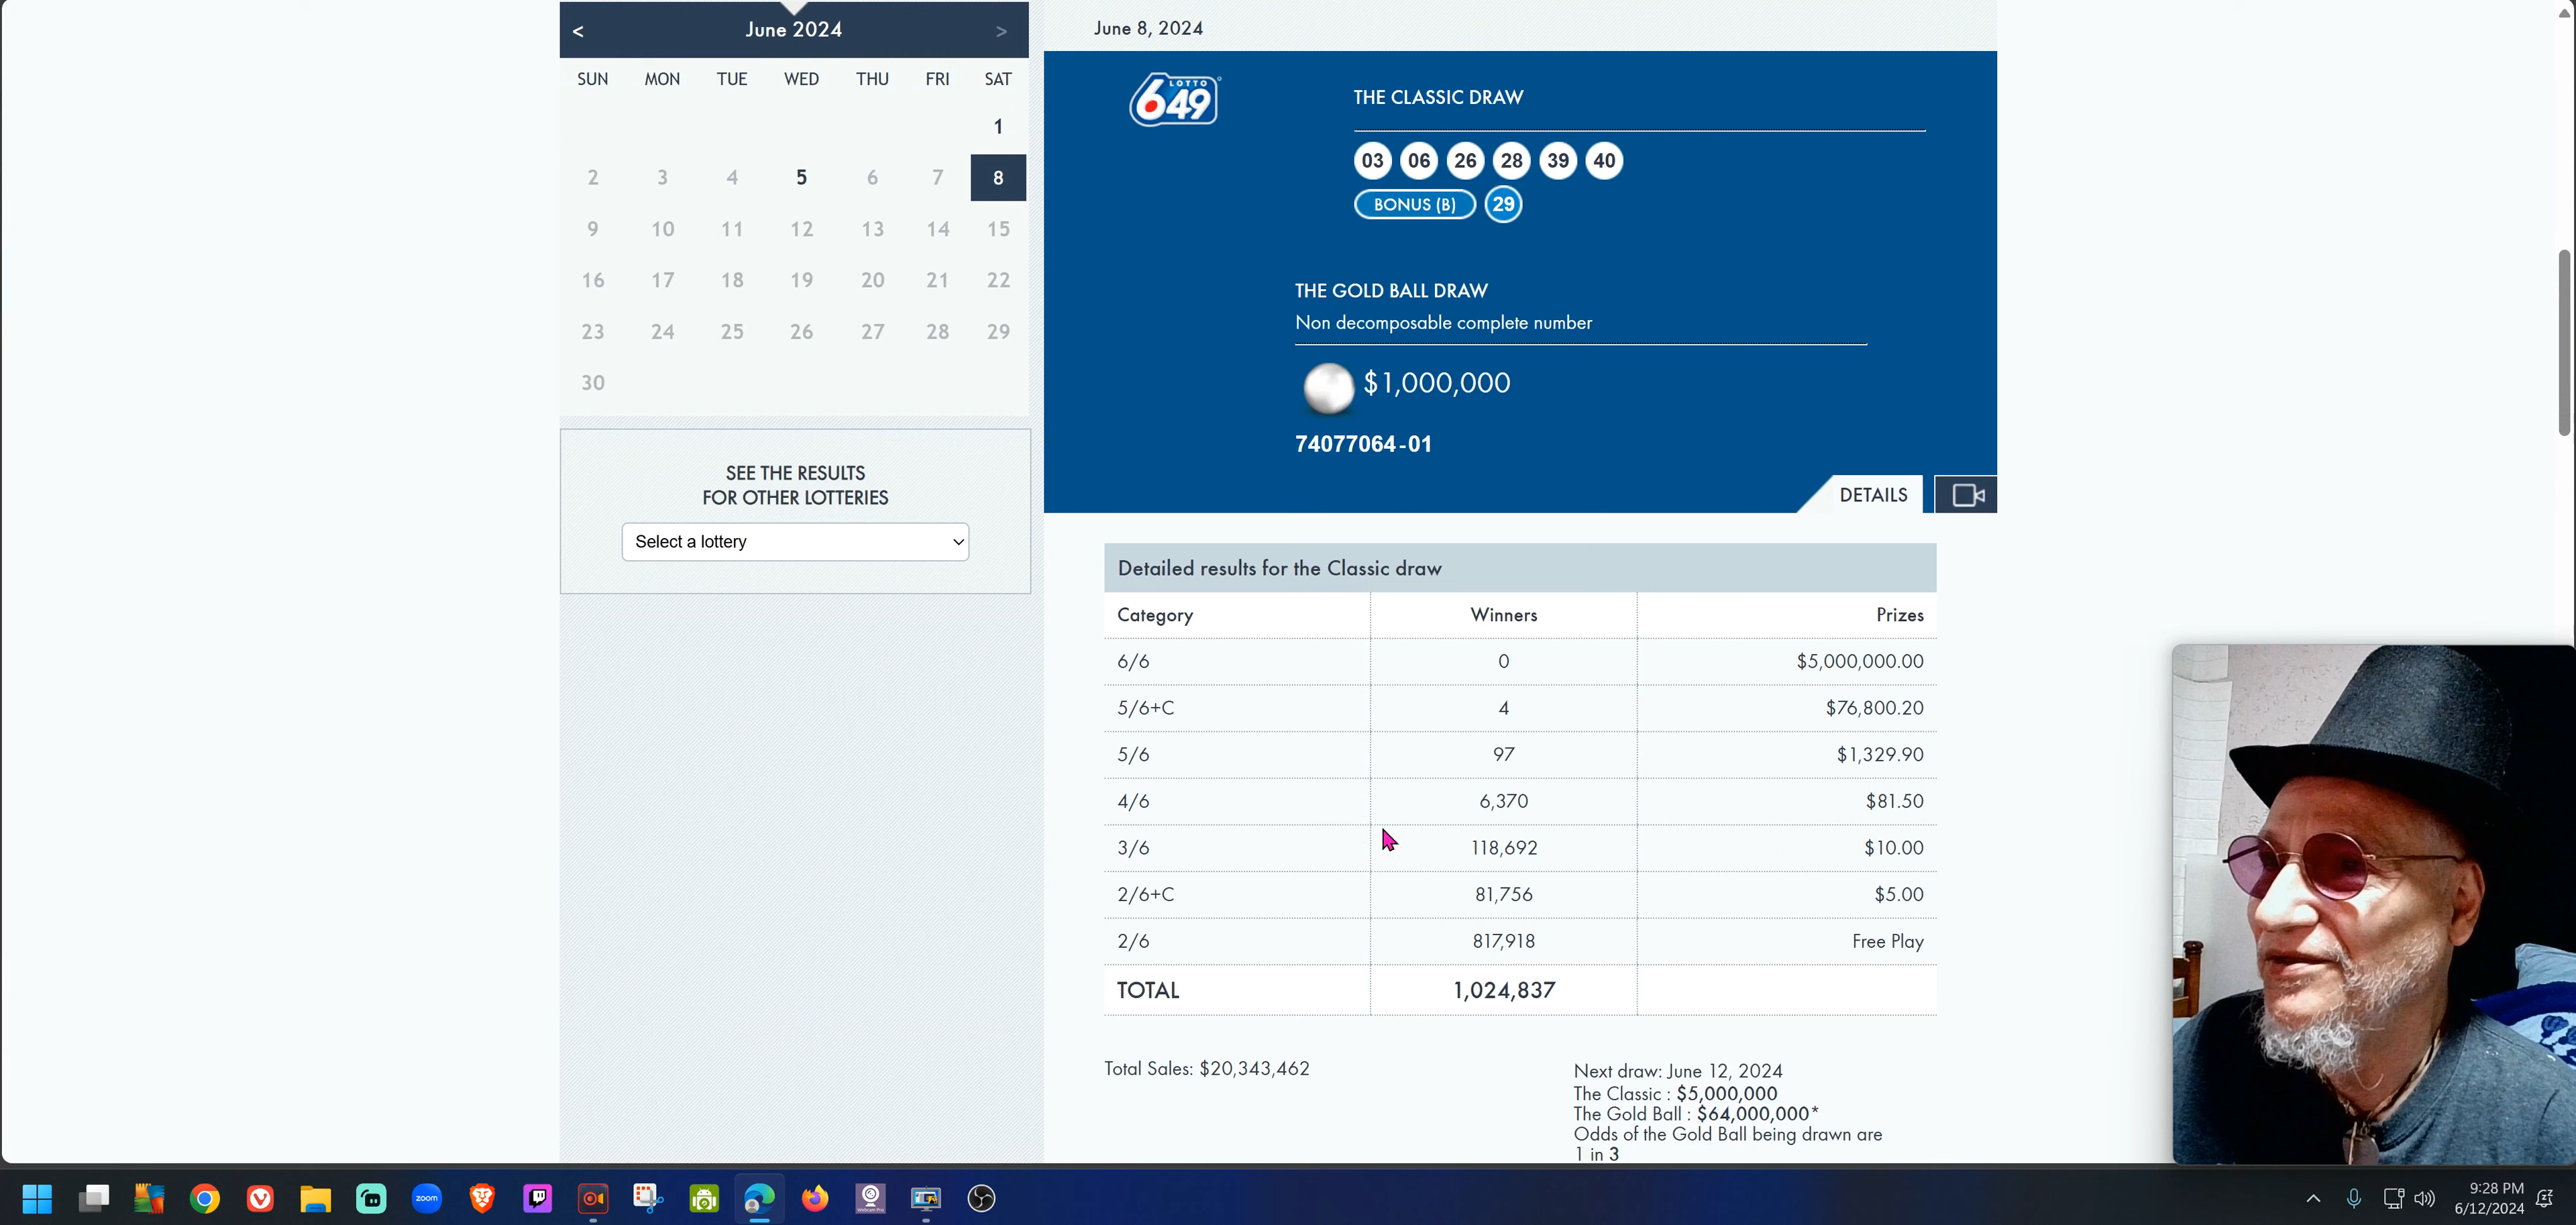 < June 2024 >
SUN MON TUE WED THU FRI SAT
1
2 3 4 5 6 7 8
9 10 11 12 13 14 15
16 17 18 19 20 21 22
23 24 25 26 27 28 29
30
SEE THE RESULTS
FOR OTHER LOTTERIES
Select a lottery
June 8, 2024
LOTTO
649
THE CLASSIC DRAW
03 06 26 28 39 40
BONUS (B) 29
THE GOLD BALL DRAW
Non decomposable complete number
$1,000,000
74077064-01
DETAILS
Detailed results for the Classic draw
Category Winners Prizes
6/6 0 $5,000,000.00
5/6+C 4 $76,800.20
5/6 97 $1,329.90
4/6 6,370 $81.50
3/6 118,692 $10.00
2/6+C 81,756 $5.00
2/6 817,918 Free Play
TOTAL 1,024,837
Total Sales: $20,343,462
Next draw: June 12, 2024
The Classic : $5,000,000
The Gold Ball : $64,000,000*
Odds of the Gold Ball being drawn are
1 in 3
zoom
9:28 PM
6/12/2024